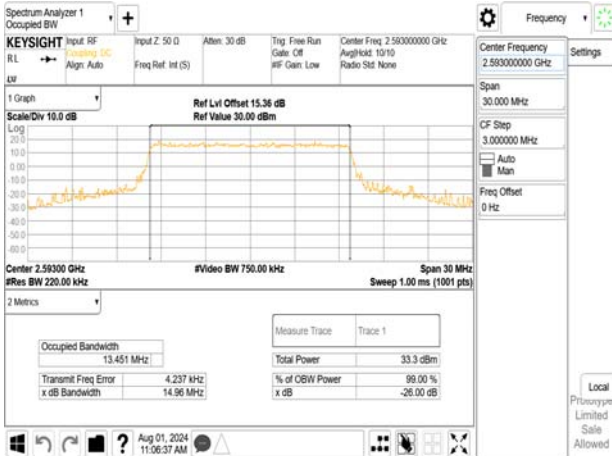 Spectrum Analyzer 1
Occupied BW
Frequency
KEYSIGHT
RL
Input: RF
Coupling: DC
Align: Auto
Input Z: 50 Ω
Freq Ref: Int (S)
Atten: 30 dB
Trig: Free Run
Gate: Off
#IF Gain: Low
Center Freq: 2.593000000 GHz
Avg|Hold: 10/10
Radio Std: None
Center Frequency
2.593000000 GHz
Settings
Span
30.000 MHz
CF Step
3.000000 MHz
Auto
Man
Freq Offset
0 Hz
Local
1 Graph
Scale/Div 10.0 dB
Ref Lvl Offset 15.36 dB
Ref Value 30.00 dBm
Log
20.0
10.0
0.00
-10.0
-20.0
-30.0
-40.0
-50.0
-60.0
Center 2.59300 GHz
#Res BW 220.00 kHz
#Video BW 750.00 kHz
Span 30 MHz
Sweep 1.00 ms (1001 pts)
2 Metrics
Measure Trace
Trace 1
Occupied Bandwidth
13.451 MHz
Total Power
33.3 dBm
Transmit Freq Error
4.237 kHz
% of OBW Power
99.00 %
x dB Bandwidth
14.96 MHz
x dB
-26.00 dB
Limited
Sale
Allowed
?
Aug 01, 2024
11:06:37 AM